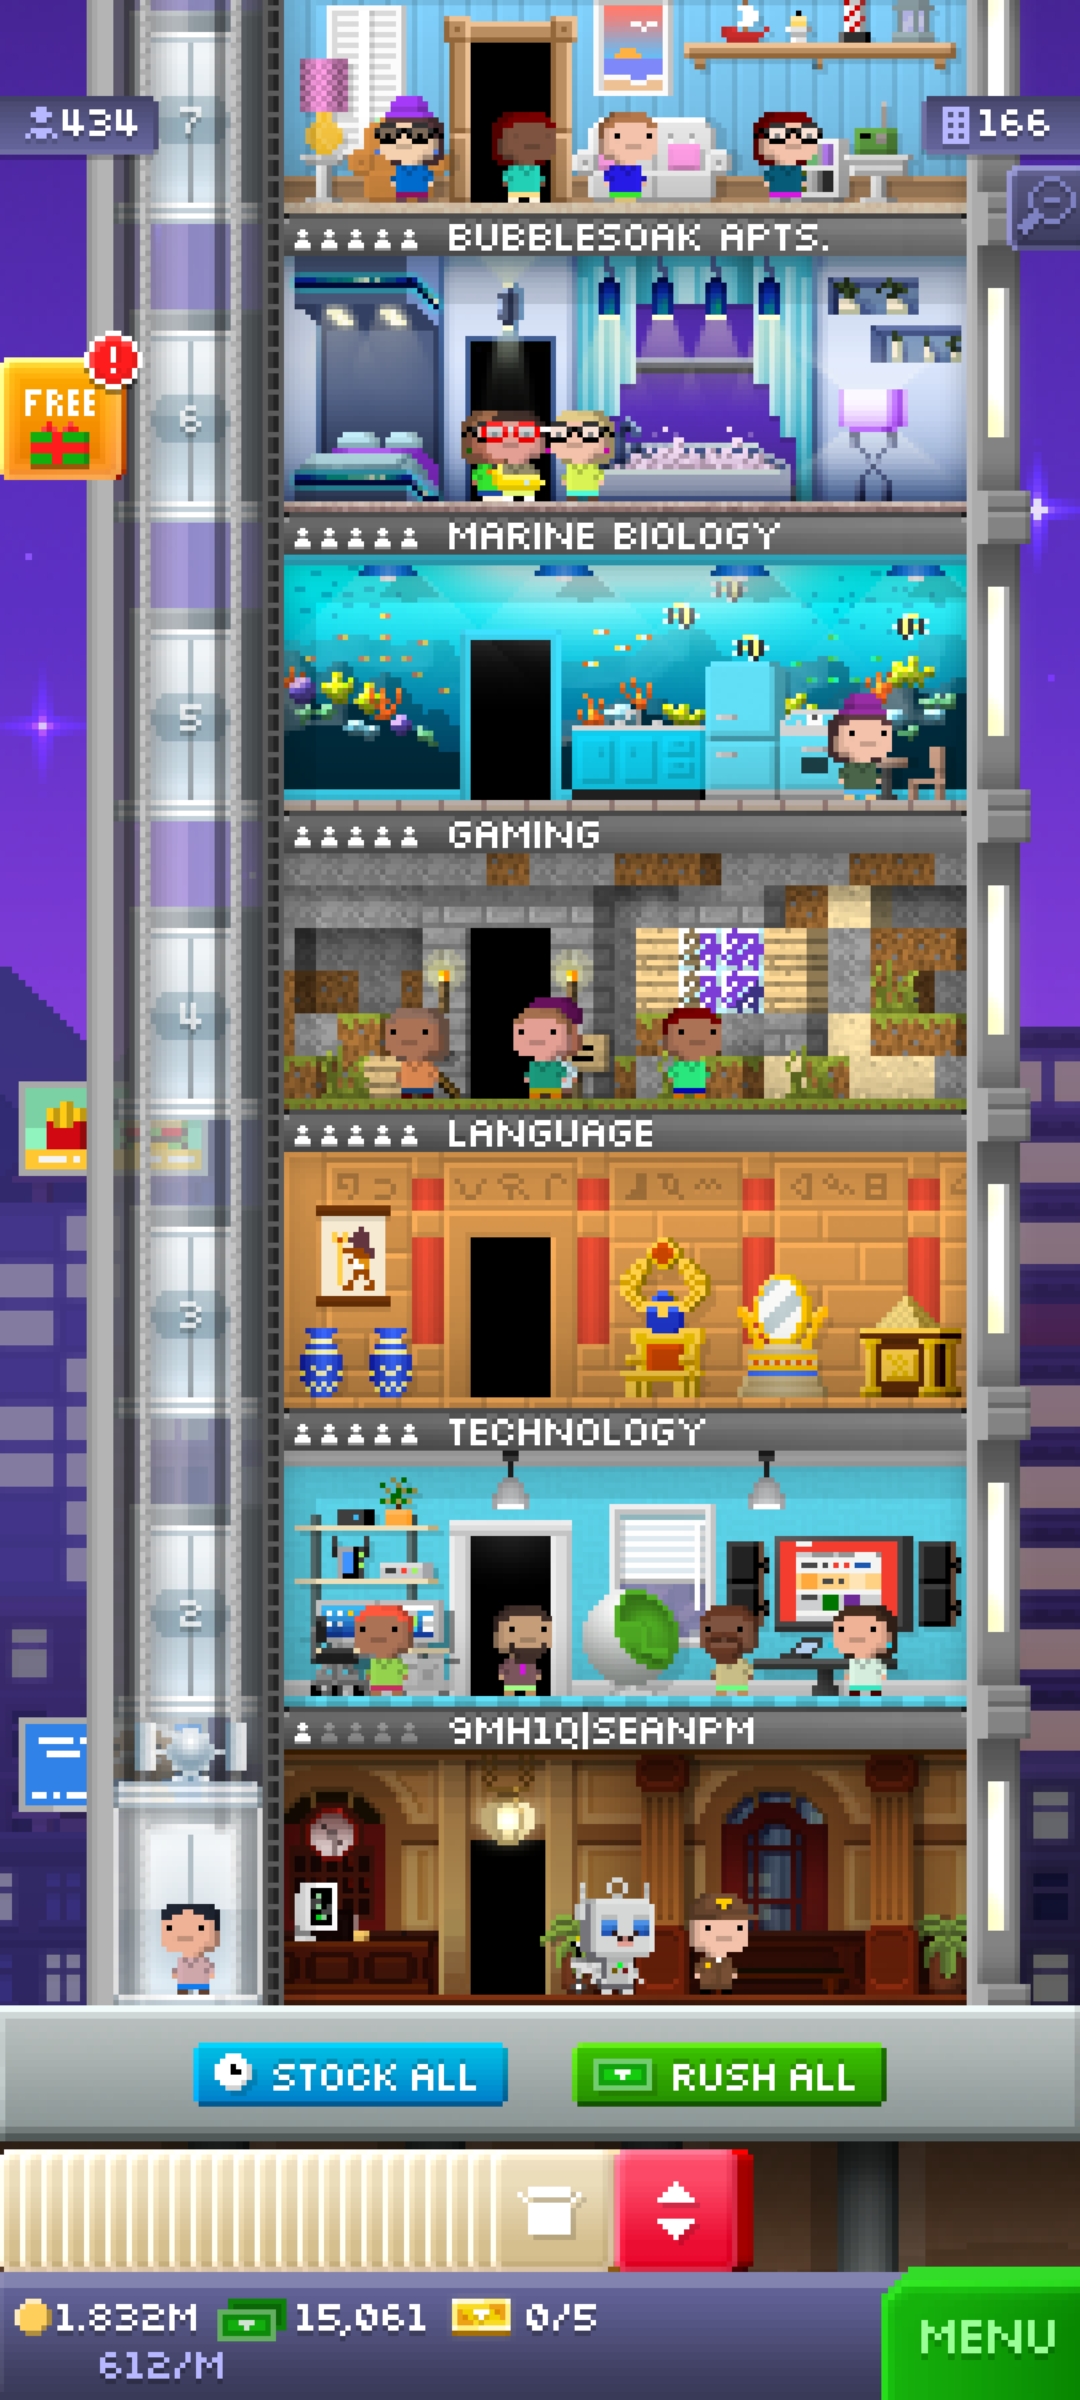 7
434
166
BUBBLESOAK APTS.
FREE
!
6
MARINE BIOLOGY
5
GAMING
4
LANGUAGE
3
TECHNOLOGY
2
9MH1Q|SEANPM
STOCK ALL
RUSH ALL
1.832M
15,061
0/5
612/M
MENU